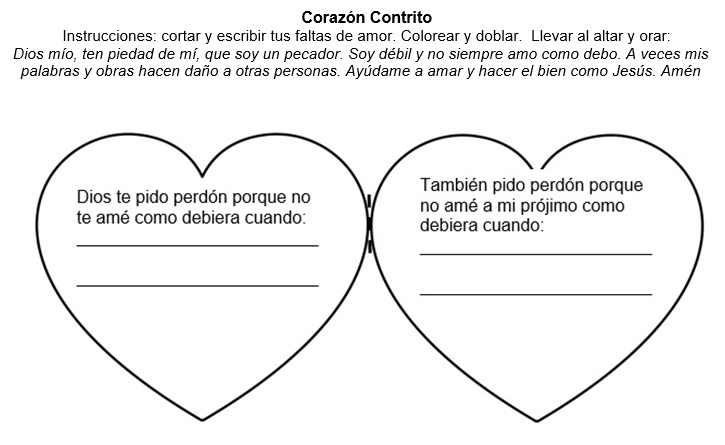 Corazón Contrito
Instrucciones: cortar y escribir tus faltas de amor. Colorear y doblar.  Llevar al altar y orar:
Dios mío, ten piedad de mí, que soy un pecador. Soy débil y no siempre amo como debo. A veces mis
palabras y obras hacen daño a otras personas. Ayúdame a amar y hacer el bien como Jesús. Amén
Dios te pido perdón porque no
te amé como debiera cuando:
También pido perdón porque
no amé a mi prójimo como
debiera cuando: